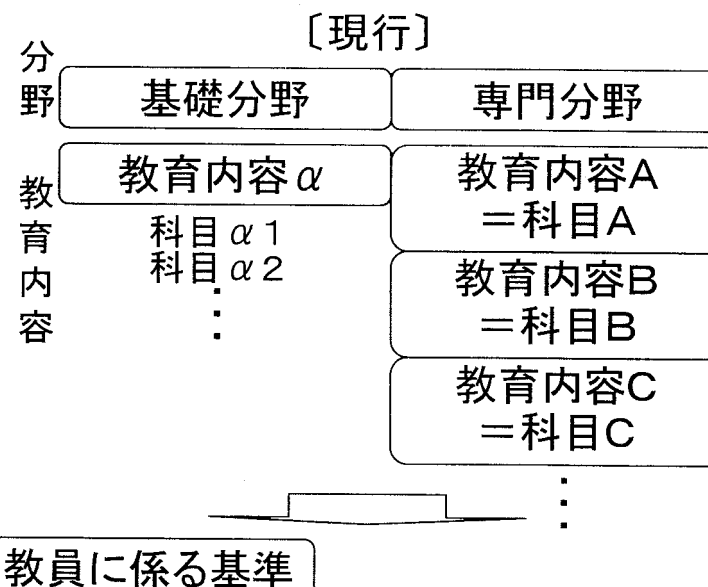 〔現行〕
分野
基礎分野
専門分野
教育内容
教育内容α
科目α1
科目α2
⋮
教育内容A
＝科目A
教育内容B
＝科目B
教育内容C
＝科目C
⋮
教員に係る基準